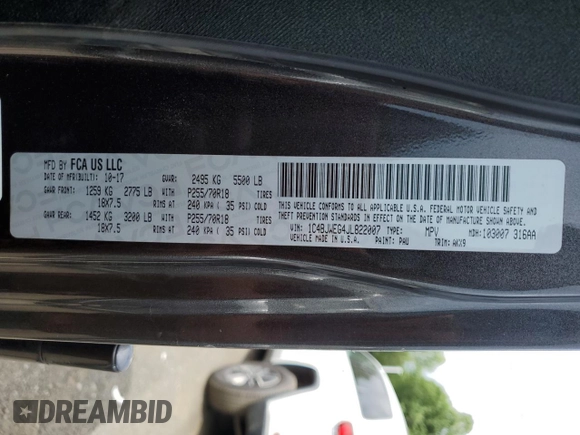 MFD BY FCA US LLC
DATE OF MFR(BUILT): 10-17 GVWR: 2495 KG 5500 LB
GAWR FRONT: 1259 KG 2775 LB WITH P255/70R18 TIRES
18X7.5 RIMS AT 240 KPA ( 35 PSI) COLD
GAWR REAR: 1452 KG 3200 LB WITH P255/70R18 TIRES
18X7.5 RIMS AT 240 KPA ( 35 PSI) COLD
THIS VEHICLE CONFORMS TO ALL APPLICABLE U.S.A. FEDERAL MOTOR VEHICLE SAFETY AND
THEFT PREVENTION STANDARDS IN EFFECT ON THE DATE OF MANUFACTURE SHOWN ABOVE.
VIN: 1C4BJWEG4JL822007 TYPE: MPV MDH: 103007 316AA
VEHICLE MADE IN U.S.A. PAINT: PAU TRIM: AKX9
DREAMBID